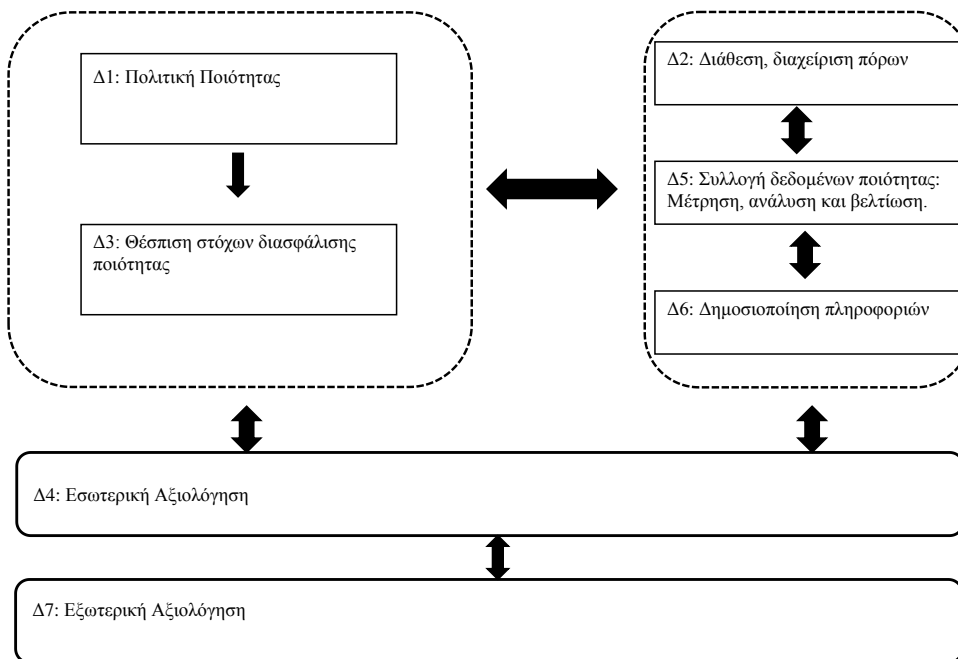 Δ1: Πολιτική Ποιότητας
Δ3: Θέσπιση στόχων διασφάλισης
ποιότητας
Δ2: Διάθεση, διαχείριση πόρων
Δ5: Συλλογή δεδομένων ποιότητας:
Μέτρηση, ανάλυση και βελτίωση.
Δ6: Δημοσιοποίηση πληροφοριών
Δ4: Εσωτερική Αξιολόγηση
Δ7: Εξωτερική Αξιολόγηση